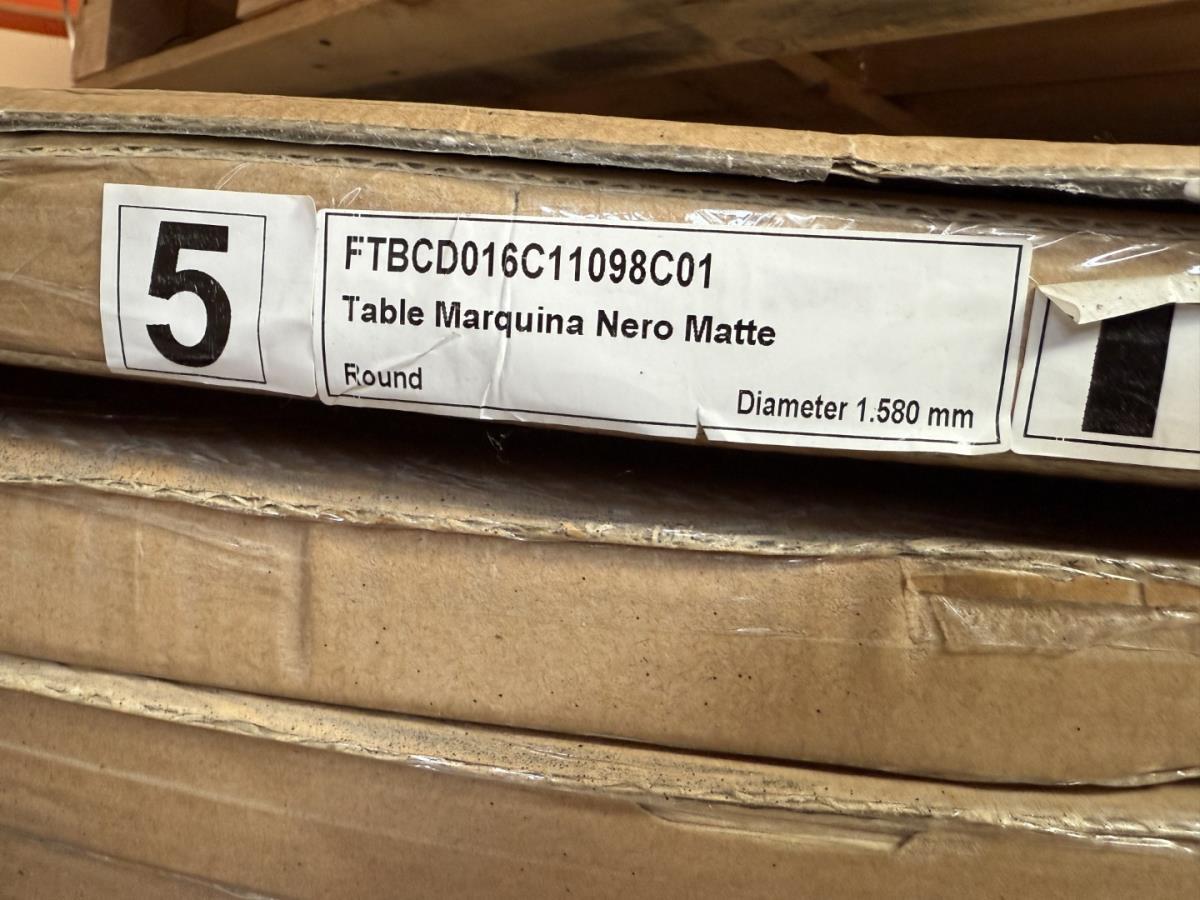 5
FTBCD016C11098C01
Table Marquina Nero Matte
Round
Diameter 1.580 mm